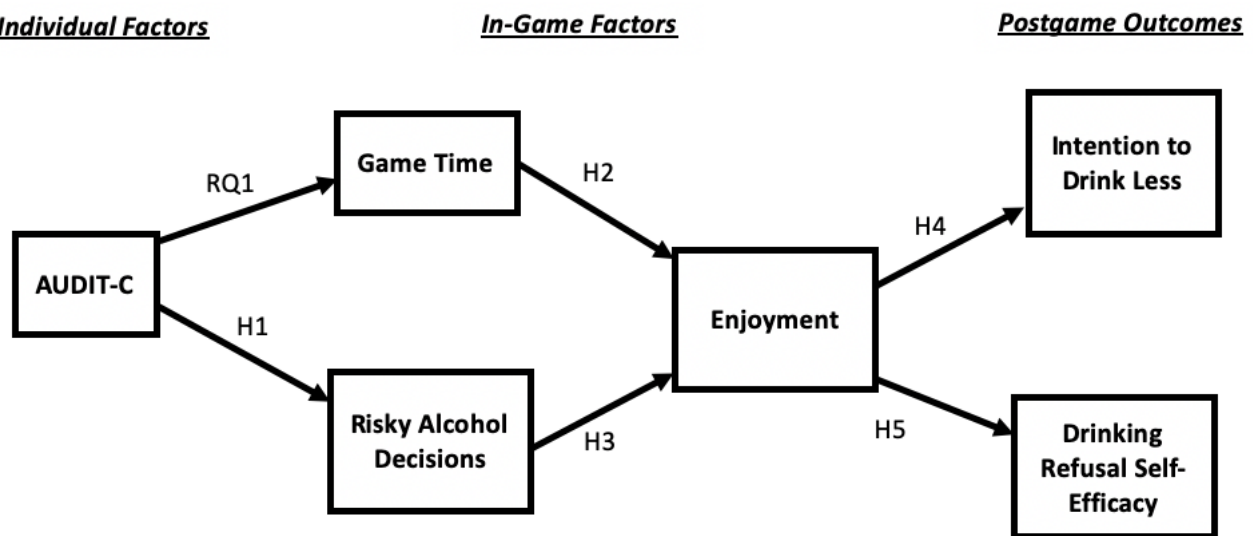 Individual Factors
In-Game Factors
Postgame Outcomes
Game Time
Intention to
Drink Less
RQ1
H2
H4
AUDIT-C
Enjoyment
H1
H3
H5
Risky Alcohol
Decisions
Drinking
Refusal Self-
Efficacy